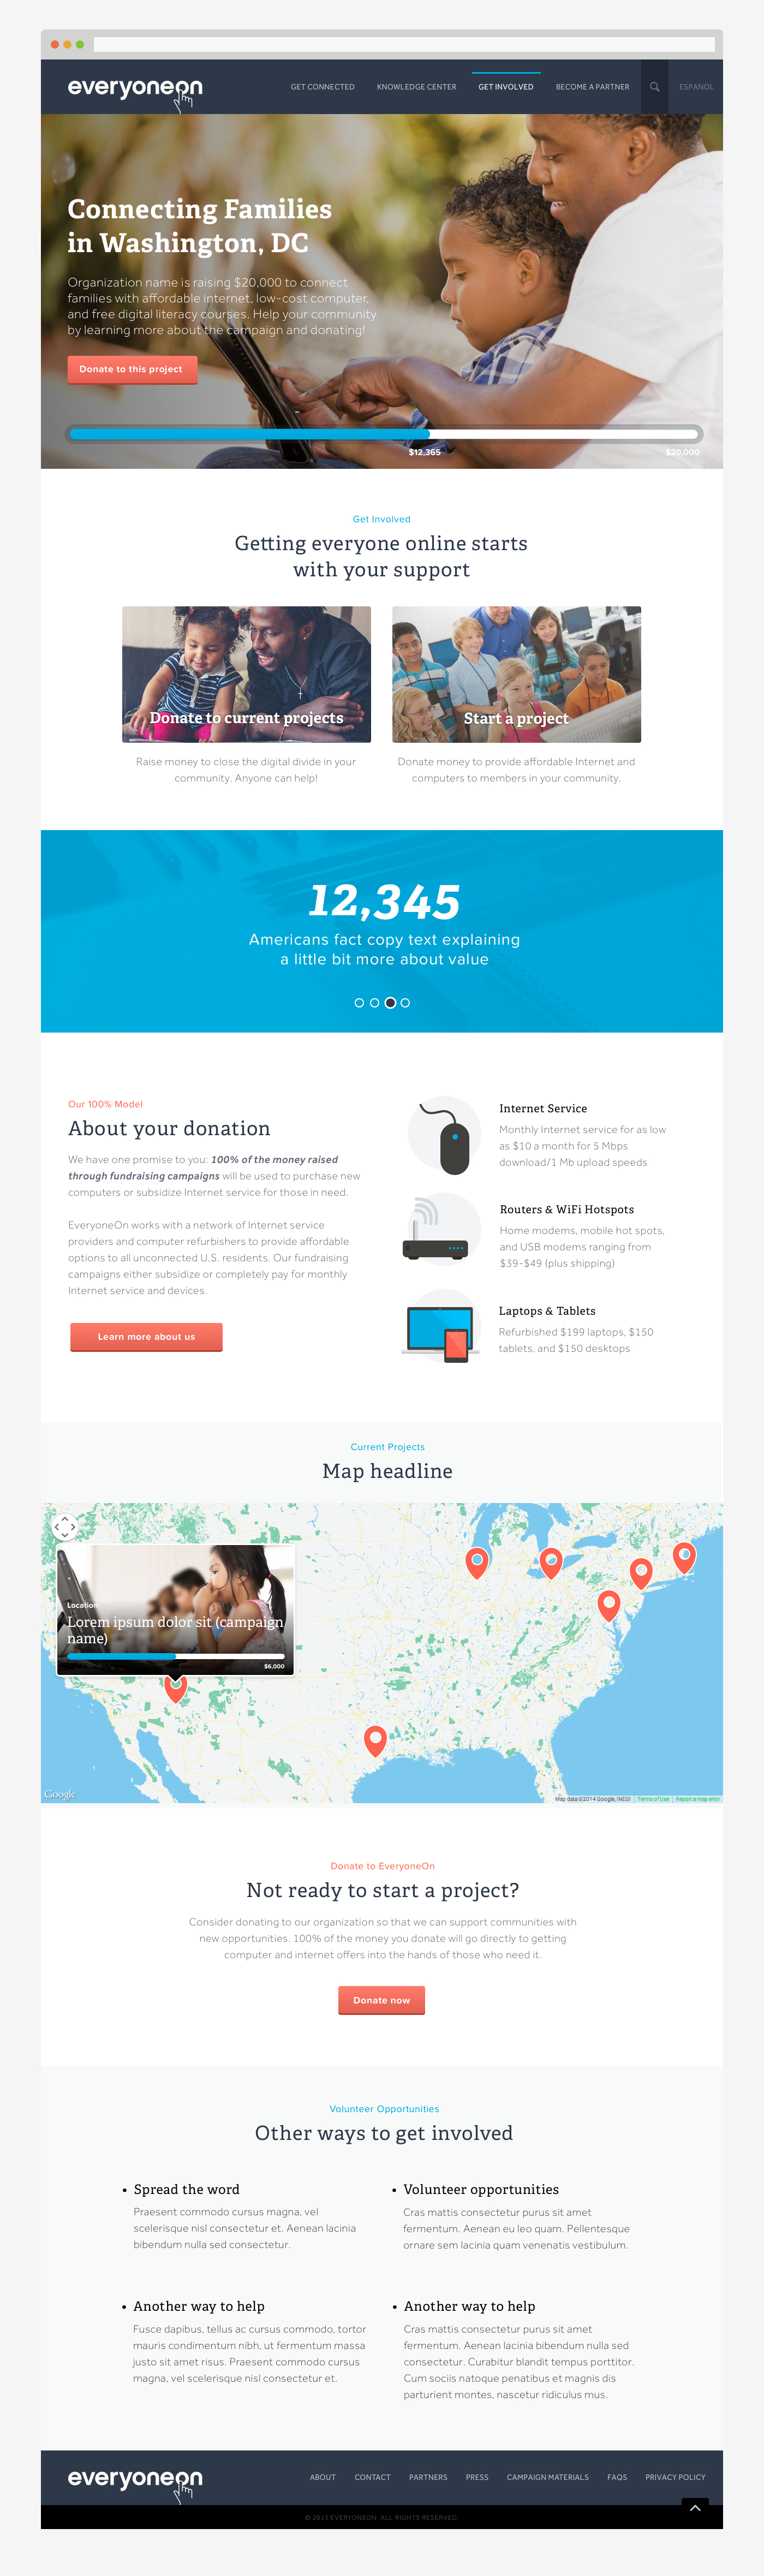 everyoneon
GET CONNECTED
KNOWLEDGE CENTER
GET INVOLVED
BECOME A PARTNER
ESPANOL
Connecting Families
in Washington, DC
Organization name is raising $20,000 to connect
families with affordable internet, low-cost computer,
and free digital literacy courses. Help your community
by learning more about the campaign and donating!
Donate to this project
$12,365
$20,000
Get Involved
Getting everyone online starts
with your support
Donate to current projects
Raise money to close the digital divide in your
community. Anyone can help!
Start a project
Donate money to provide affordable Internet and
computers to members in your community.
12,345
Americans fact copy text explaining
a little bit more about value
Our 100% Model
About your donation
We have one promise to you: 100% of the money raised
through fundraising campaigns will be used to purchase new
computers or subsidize Internet service for those in need.
EveryoneOn works with a network of Internet service
providers and computer refurbishers to provide affordable
options to all unconnected U.S. residents. Our fundraising
campaigns either subsidize or completely pay for monthly
Internet service and devices.
Learn more about us
Internet Service
Monthly Internet service for as low
as $10 a month for 5 Mbps
download/1 Mb upload speeds
Routers & WiFi Hotspots
Home modems, mobile hot spots,
and USB modems ranging from
$39-$49 (plus shipping)
Laptops & Tablets
Refurbished $199 laptops, $150
tablets, and $150 desktops
Current Projects
Map headline
Location
Lorem ipsum dolor sit (campaign
name)
$6,000
Google
Map data ©2014 Google, INEGI
Terms of Use
Report a map error
Donate to EveryoneOn
Not ready to start a project?
Consider donating to our organization so that we can support communities with
new opportunities. 100% of the money you donate will go directly to getting
computer and internet offers into the hands of those who need it.
Donate now
Volunteer Opportunities
Other ways to get involved
• Spread the word
Praesent commodo cursus magna, vel
scelerisque nisl consectetur et. Aenean lacinia
bibendum nulla sed consectetur.
• Volunteer opportunities
Cras mattis consectetur purus sit amet
fermentum. Aenean eu leo quam. Pellentesque
ornare sem lacinia quam venenatis vestibulum.
• Another way to help
Fusce dapibus, tellus ac cursus commodo, tortor
mauris condimentum nibh, ut fermentum massa
justo sit amet risus. Praesent commodo cursus
magna, vel scelerisque nisl consectetur et.
• Another way to help
Cras mattis consectetur purus sit amet
fermentum. Aenean lacinia bibendum nulla sed
consectetur. Curabitur blandit tempus porttitor.
Cum sociis natoque penatibus et magnis dis
parturient montes, nascetur ridiculus mus.
everyoneon
ABOUT
CONTACT
PARTNERS
PRESS
CAMPAIGN MATERIALS
FAQS
PRIVACY POLICY
© 2013 EVERYONEON. ALL RIGHTS RESERVED.